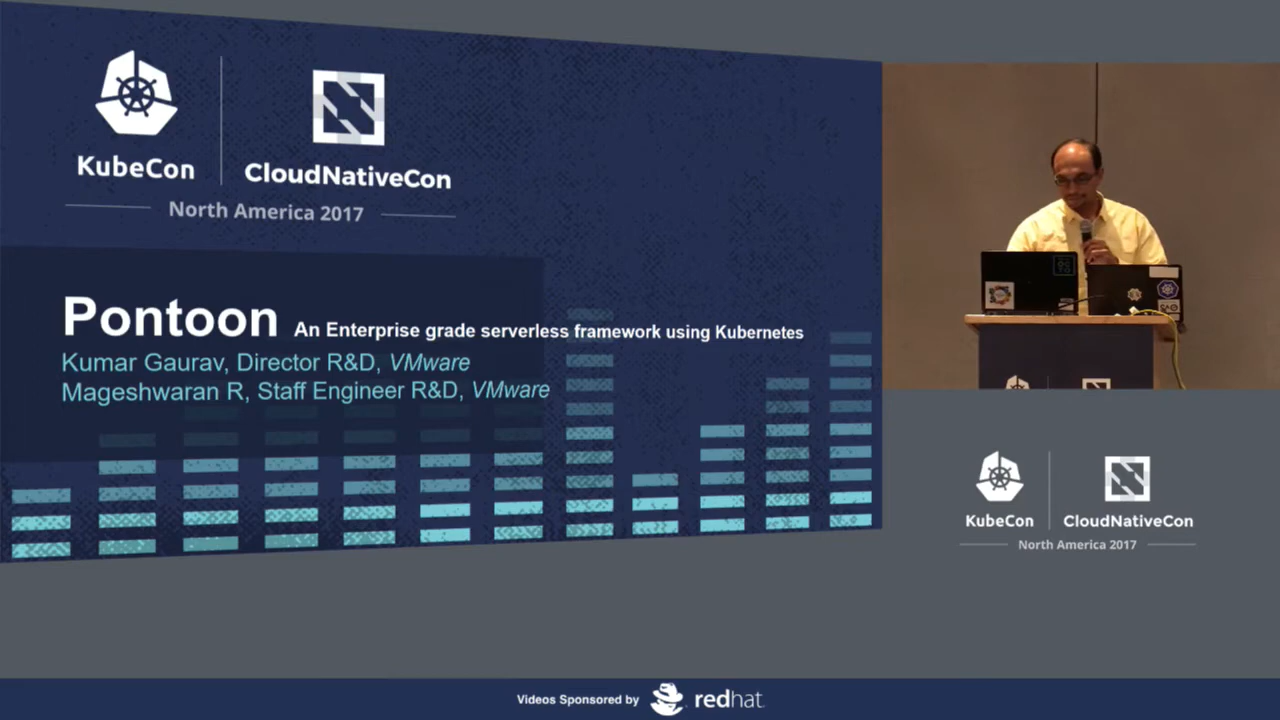 KubeCon
CloudNativeCon
North America 2017
Pontoon An Enterprise grade serverless framework using Kubernetes
Kumar Gaurav, Director R&D, VMware
Mageshwaran R, Staff Engineer R&D, VMware
KubeCon
CloudNativeCon
North America 2017
Videos Sponsored by redhat.